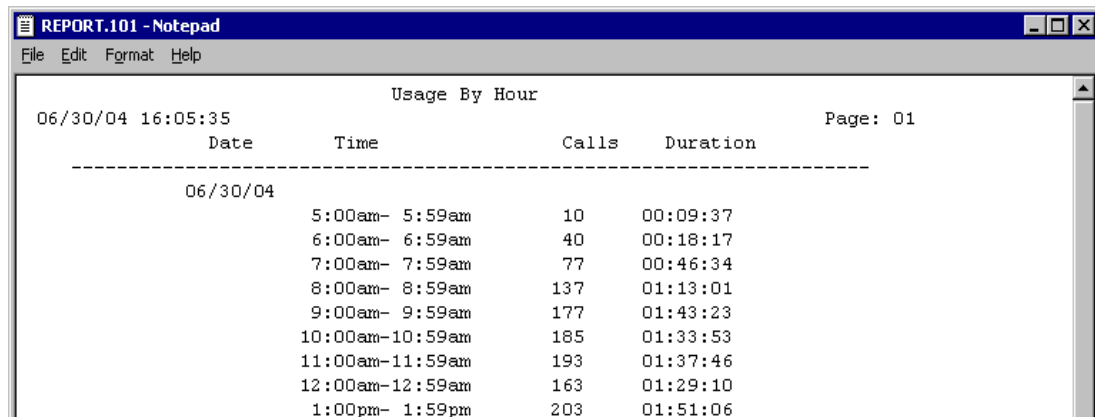 REPORT.101 - Notepad
File Edit Format Help
Usage By Hour
06/30/04 16:05:35 Page: 01
Date Time Calls Duration
-----------------------------------------------------------------------
06/30/04
5:00am- 5:59am 10 00:09:37
6:00am- 6:59am 40 00:18:17
7:00am- 7:59am 77 00:46:34
8:00am- 8:59am 137 01:13:01
9:00am- 9:59am 177 01:43:23
10:00am-10:59am 185 01:33:53
11:00am-11:59am 193 01:37:46
12:00am-12:59am 163 01:29:10
1:00pm- 1:59pm 203 01:51:06